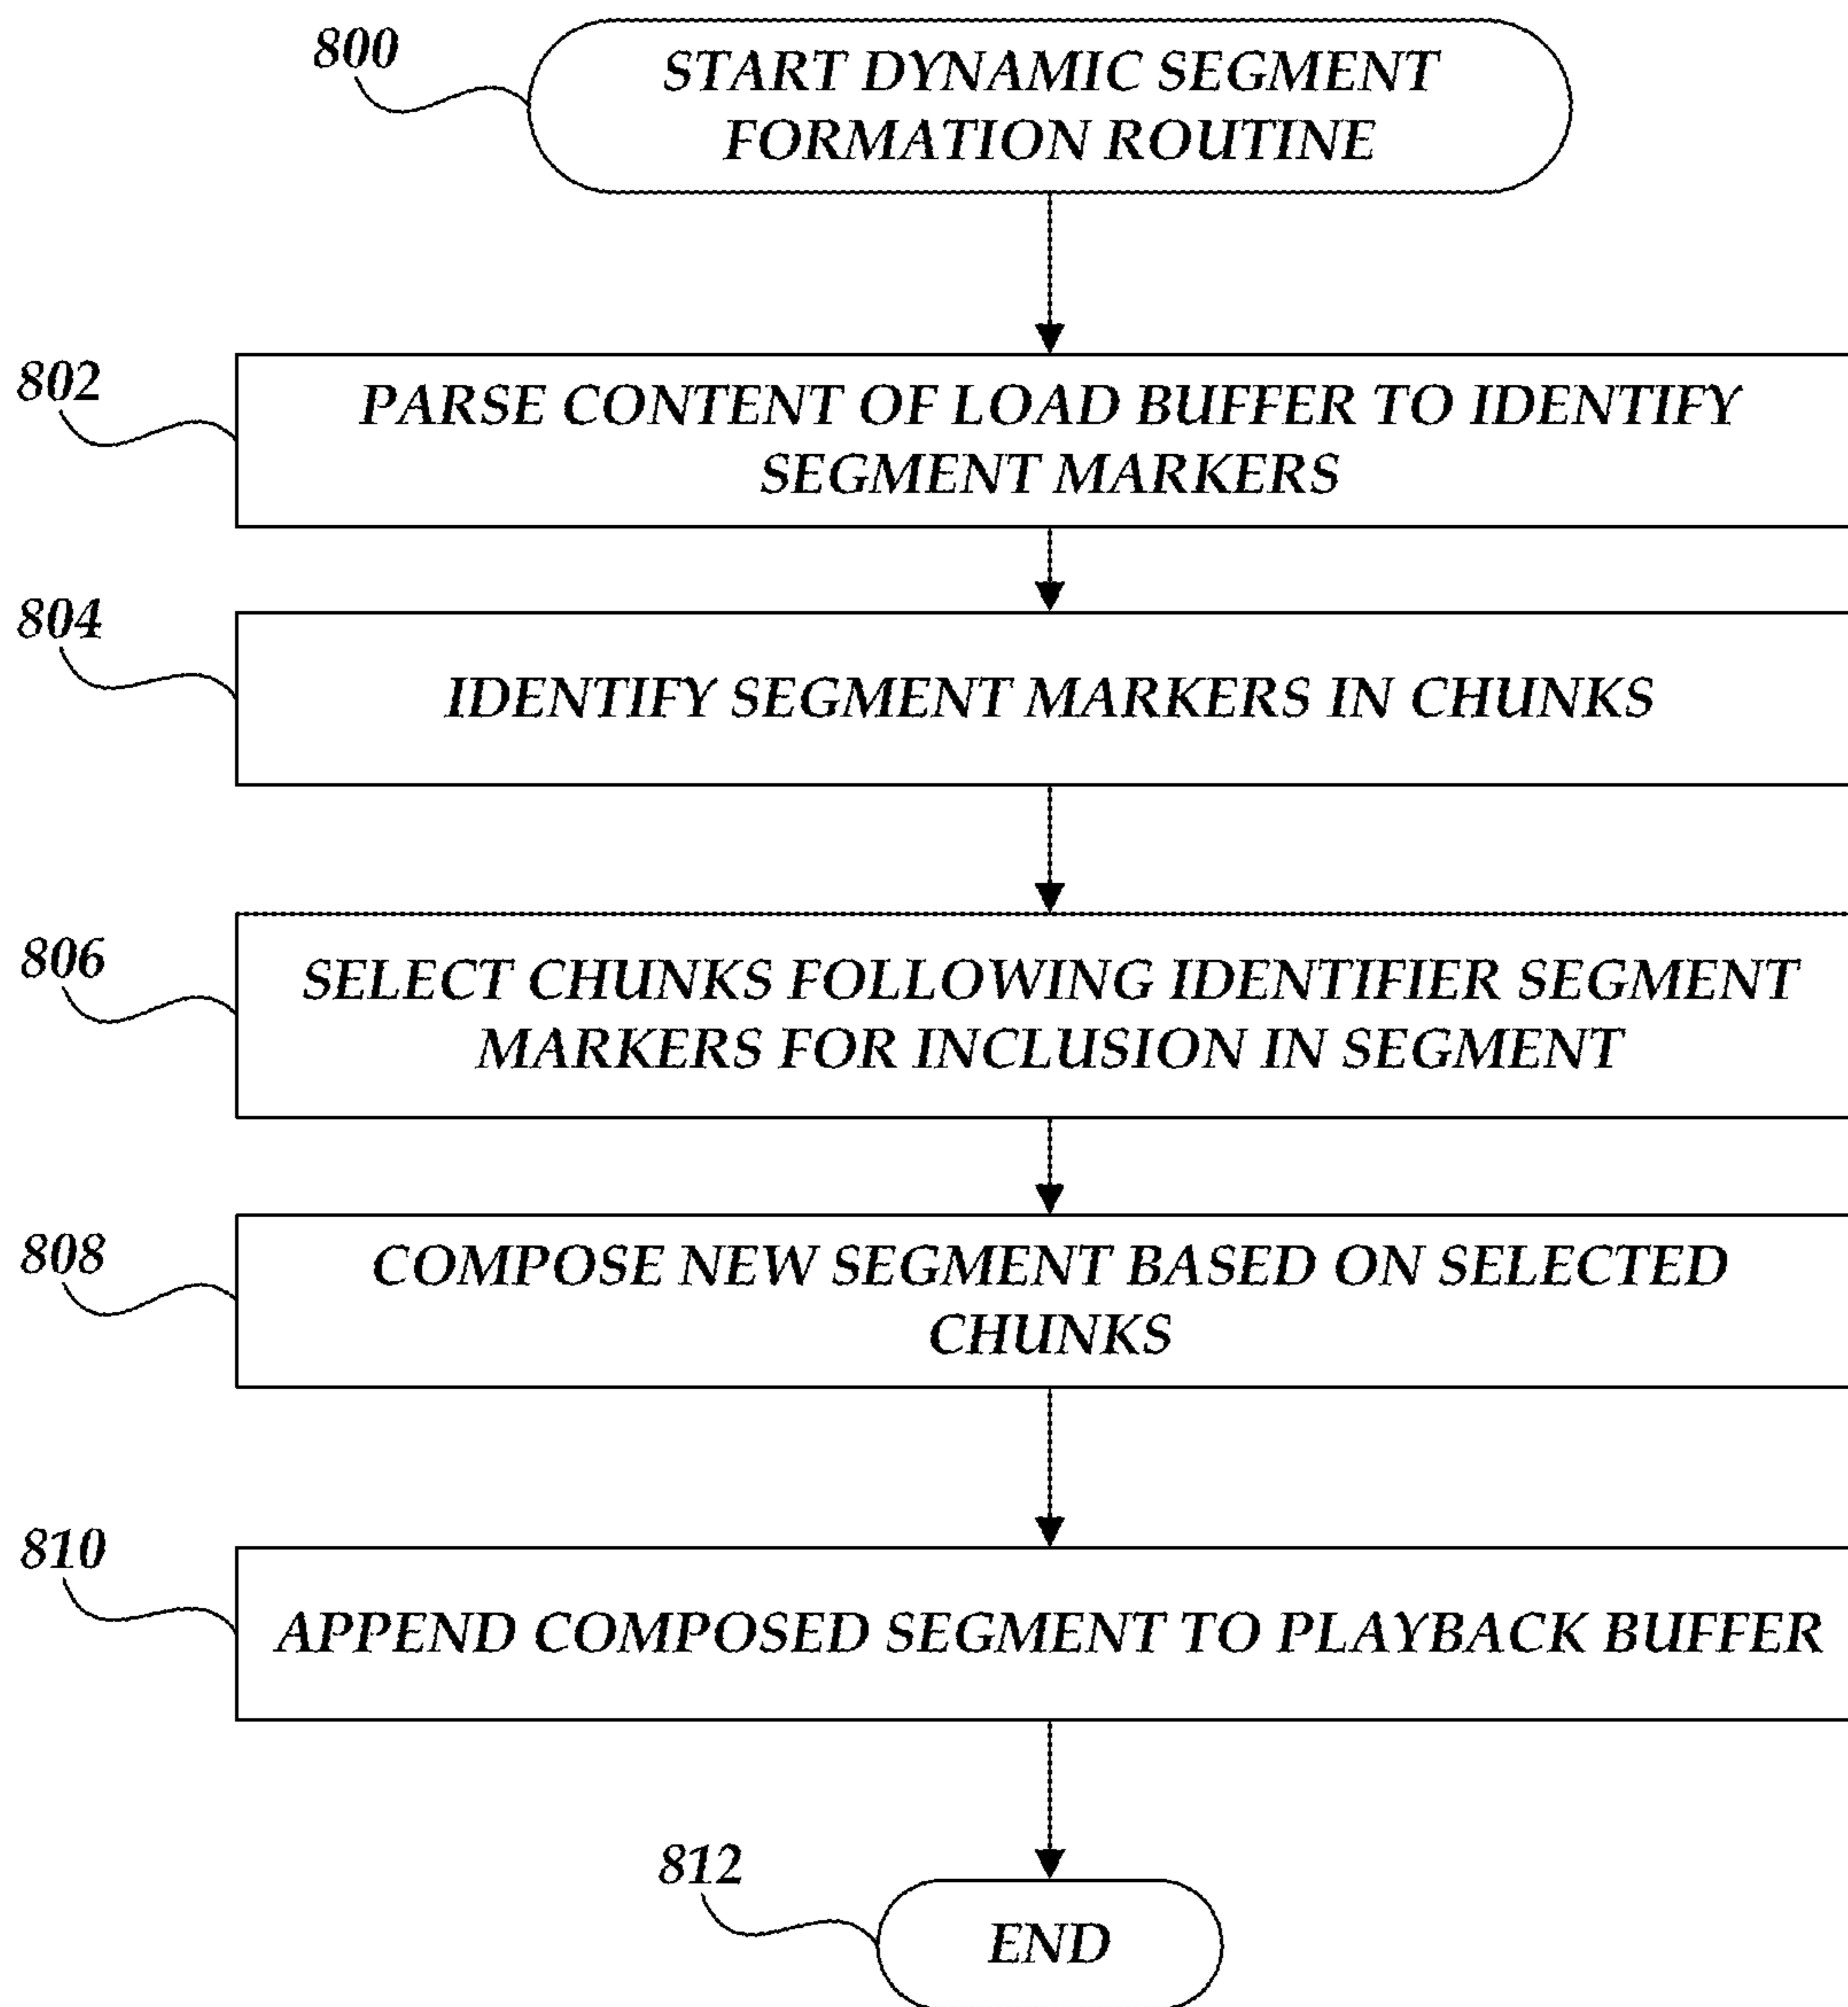 800
START DYNAMIC SEGMENT
FORMATION ROUTINE
802
PARSE CONTENT OF LOAD BUFFER TO IDENTIFY
SEGMENT MARKERS
804
IDENTIFY SEGMENT MARKERS IN CHUNKS
806
SELECT CHUNKS FOLLOWING IDENTIFIER SEGMENT
MARKERS FOR INCLUSION IN SEGMENT
808
COMPOSE NEW SEGMENT BASED ON SELECTED
CHUNKS
810
APPEND COMPOSED SEGMENT TO PLAYBACK BUFFER
812
END